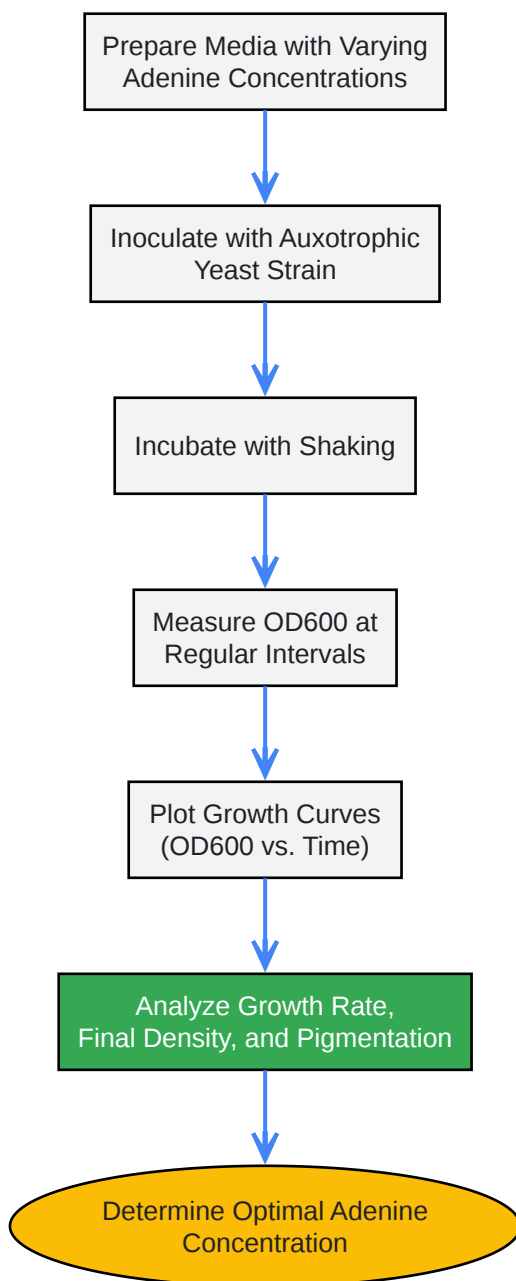 Prepare Media with Varying
Adenine Concentrations
Inoculate with Auxotrophic
Yeast Strain
Incubate with Shaking
Measure OD600 at
Regular Intervals
Plot Growth Curves
(OD600 vs. Time)
Analyze Growth Rate,
Final Density, and Pigmentation
Determine Optimal Adenine
Concentration